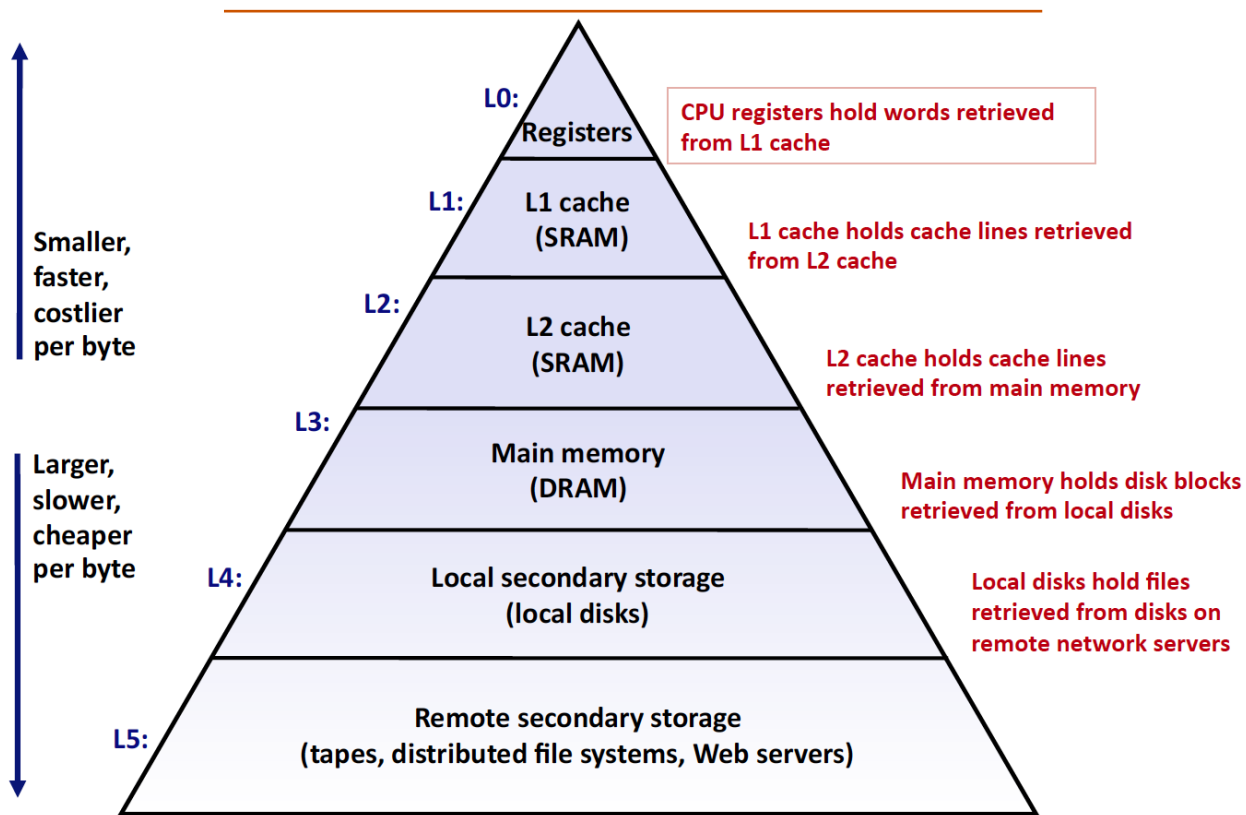 L0:
Registers
CPU registers hold words retrieved
from L1 cache
L1:
L1 cache
(SRAM)
L1 cache holds cache lines retrieved
from L2 cache
Smaller,
faster,
costlier
per byte
L2:
L2 cache
(SRAM)
L2 cache holds cache lines
retrieved from main memory
L3:
Main memory
(DRAM)
Main memory holds disk blocks
retrieved from local disks
Larger,
slower,
cheaper
per byte
L4:
Local secondary storage
(local disks)
Local disks hold files
retrieved from disks on
remote network servers
L5:
Remote secondary storage
(tapes, distributed file systems, Web servers)